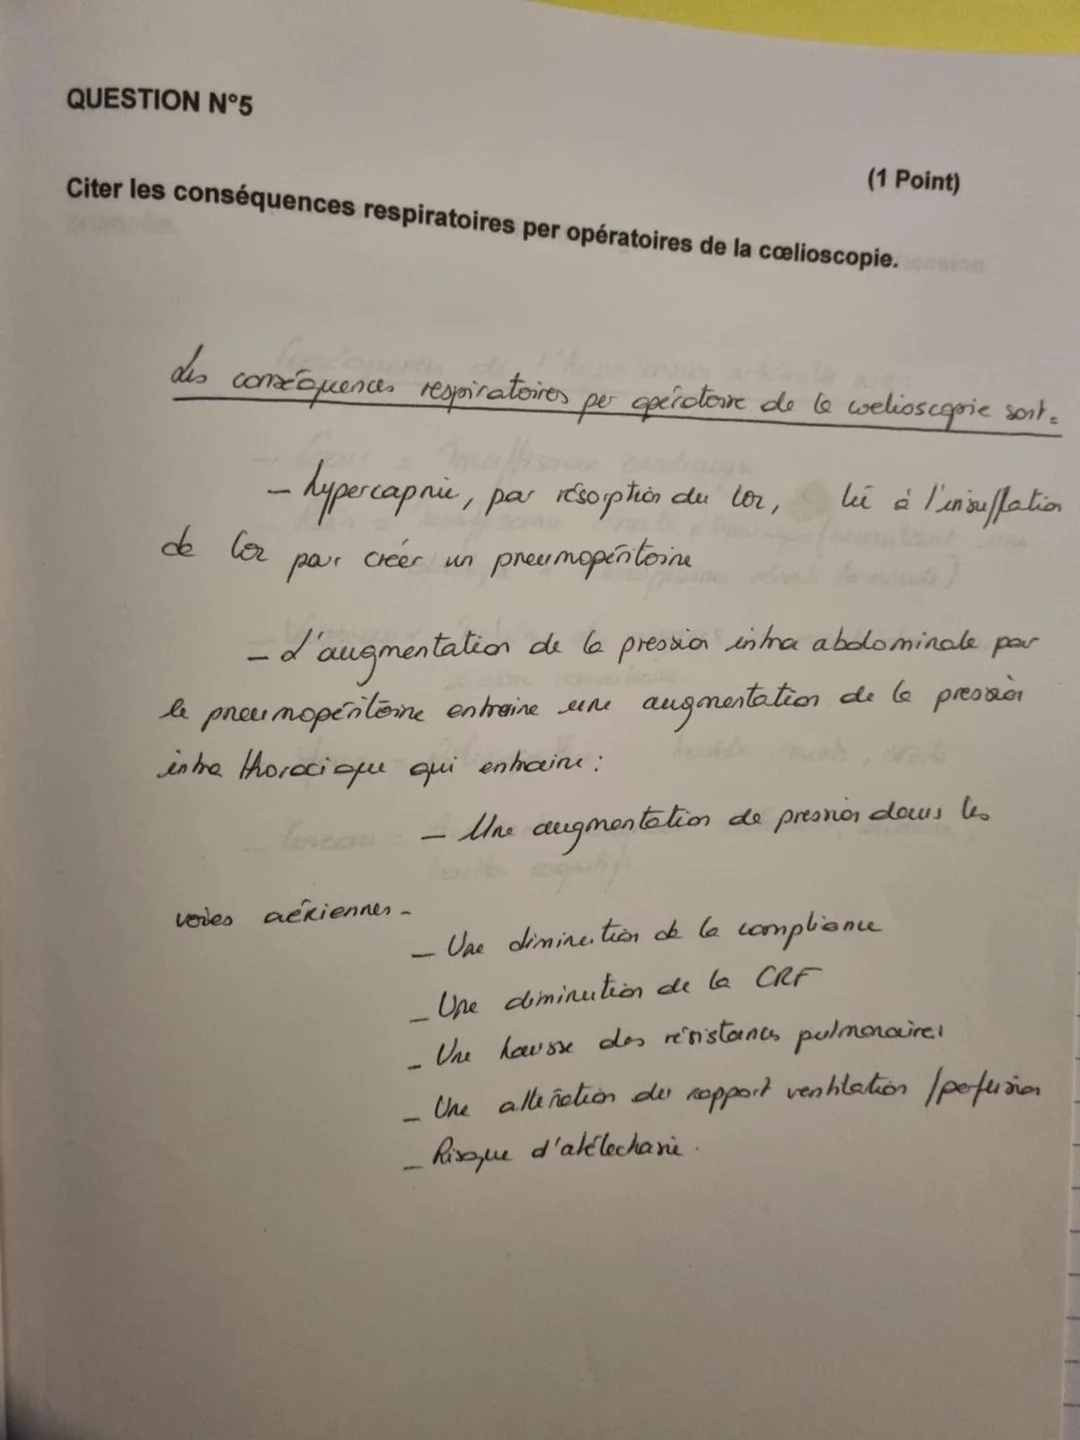 QUESTION N°5
(1 Point)
Citer les conséquences respiratoires per opératoires de la cœlioscopie.
Les conséquences respiratoires per opératoire de la coelioscopie sont.
- hypercapnie, par résorption du Co2, lié à l'insufflation
de Co2 pour créer un pneumopéritoine
- L'augmentation de la pression intra abdominale par
le pneumopéritoine entraine une augmentation de la pression
intra thoracique qui entraine :
- Une augmentation de pression dans les
voies aériennes -
- Une diminution de la compliance
- Une diminution de la CRF
- Une hausse des résistances pulmonaires
- Une altération du rapport ventilation / perfusion
- Risque d'atélectasie.